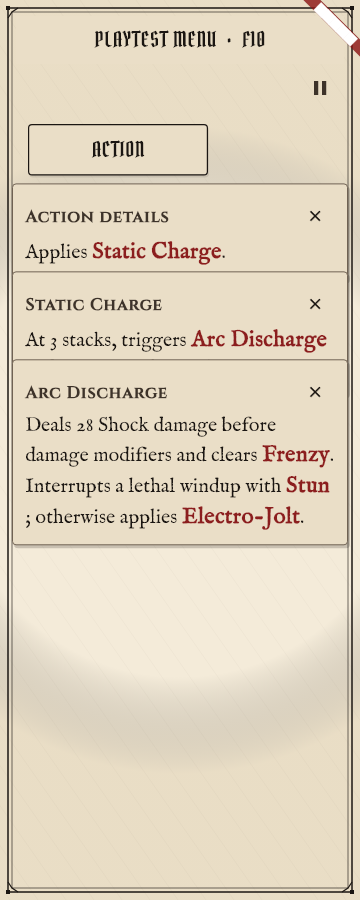 PLAYTEST MENU · F10
ACTION
ACTION DETAILS ×
Applies Static Charge.
STATIC CHARGE ×
At 3 stacks, triggers Arc Discharge
ARC DISCHARGE ×
Deals 28 Shock damage before
damage modifiers and clears Frenzy.
Interrupts a lethal windup with Stun
; otherwise applies Electro-Jolt.